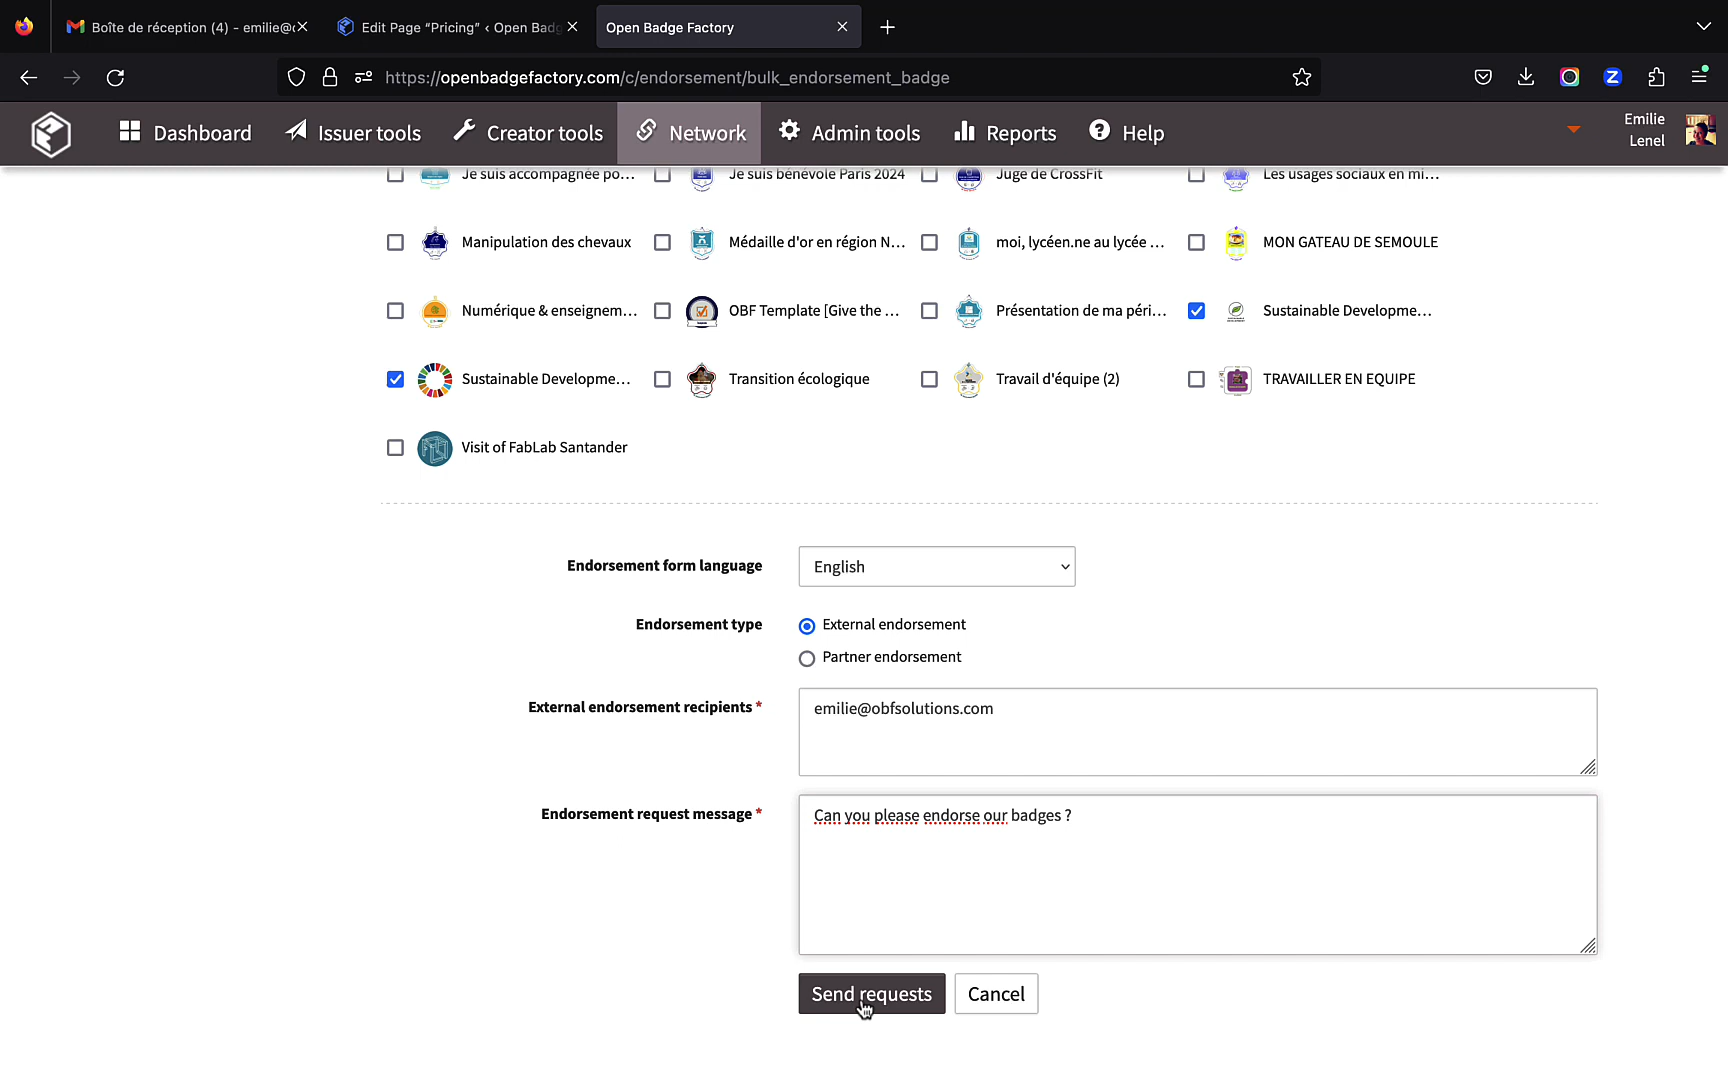 Boîte de réception (4) - emilie@
Edit Page “Pricing” ‹ Open Bad
Open Badge Factory
https://openbadgefactory.com/c/endorsement/bulk_endorsement_badge
Dashboard
Issuer tools
Creator tools
Network
Admin tools
Reports
Help
Emilie
Lenel
Je suis accompagnée po...
Je suis bénévole Paris 2024
Juge de CrossFit
Les usages sociaux en mi...
Manipulation des chevaux
Médaille d'or en région N...
moi, lycéen.ne au lycée ...
MON GATEAU DE SEMOULE
Numérique & enseignem...
OBF Template [Give the ...
Présentation de ma péri...
Sustainable Developme...
Sustainable Developme...
Transition écologique
Travail d'équipe (2)
TRAVAILLER EN EQUIPE
Visit of FabLab Santander
Endorsement form language
English
Endorsement type
External endorsement
Partner endorsement
External endorsement recipients *
emilie@obfsolutions.com
Endorsement request message *
Can you please endorse our badges ?
Send requests
Cancel